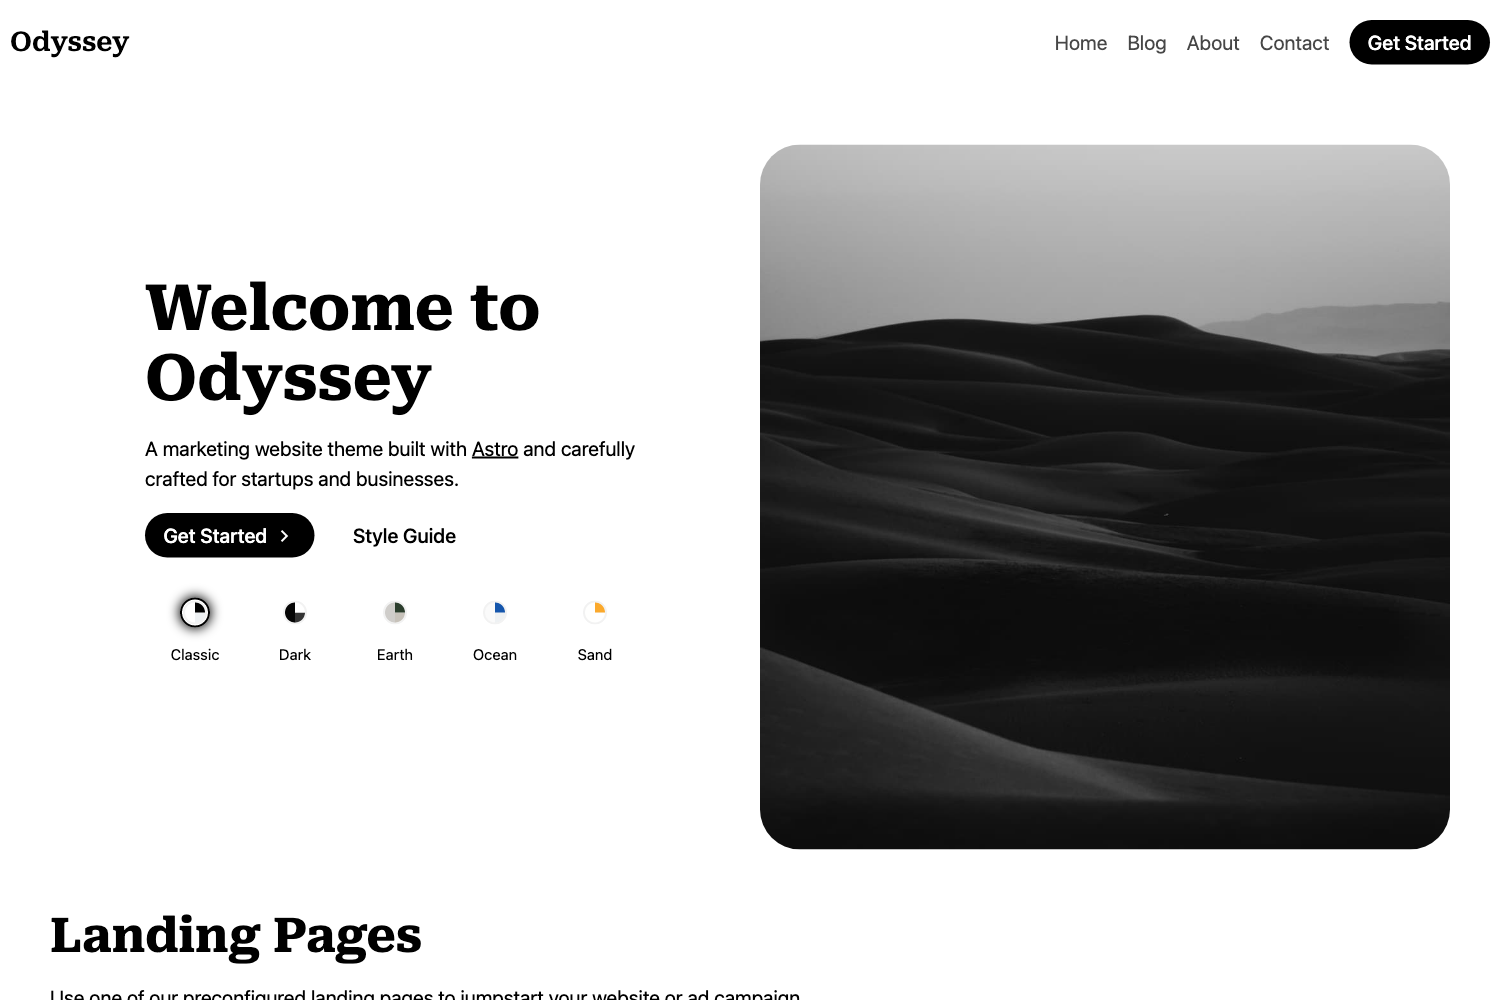 Odyssey
Home Blog About Contact Get Started
Welcome to
Odyssey
A marketing website theme built with Astro and carefully
crafted for startups and businesses.
Get Started Style Guide
Classic Dark Earth Ocean Sand
Landing Pages
Use one of our preconfigured landing pages to jumpstart your website or ad campaign